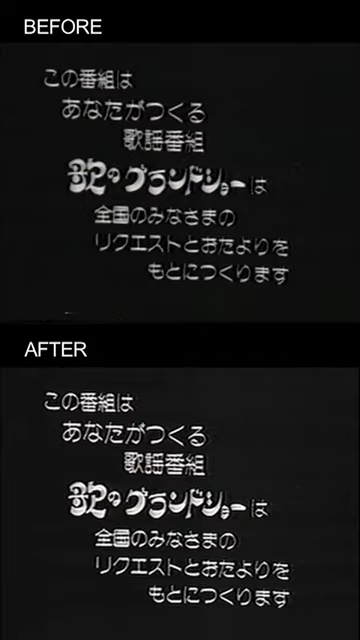 BEFORE
この番組は
あなたがつくる
歌謡番組
歌のグランドショーは
全国のみなさまの
リクエストとおたよりを
もとにつくります
AFTER
この番組は
あなたがつくる
歌謡番組
歌のグランドショーは
全国のみなさまの
リクエストとおたよりを
もとにつくります